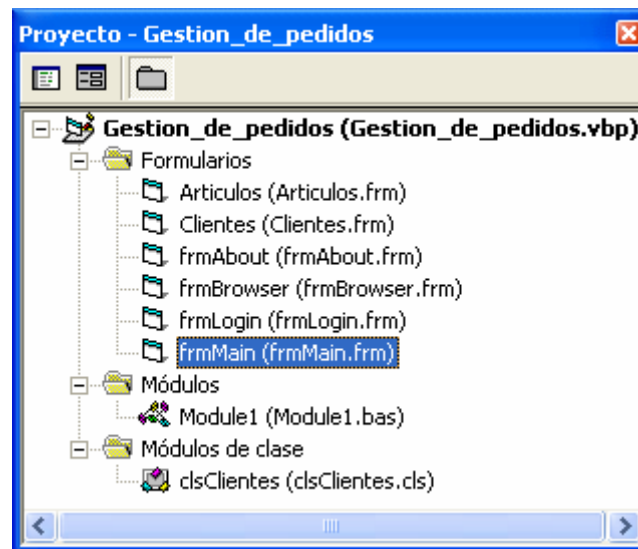 Proyecto - Gestion_de_pedidos
Gestion_de_pedidos (Gestion_de_pedidos.vbp)
Formularios
Articulos (Articulos.frm)
Clientes (Clientes.frm)
frmAbout (frmAbout.frm)
frmBrowser (frmBrowser.frm)
frmLogin (frmLogin.frm)
frmMain (frmMain.frm)
Módulos
Module1 (Module1.bas)
Módulos de clase
clsClientes (clsClientes.cls)